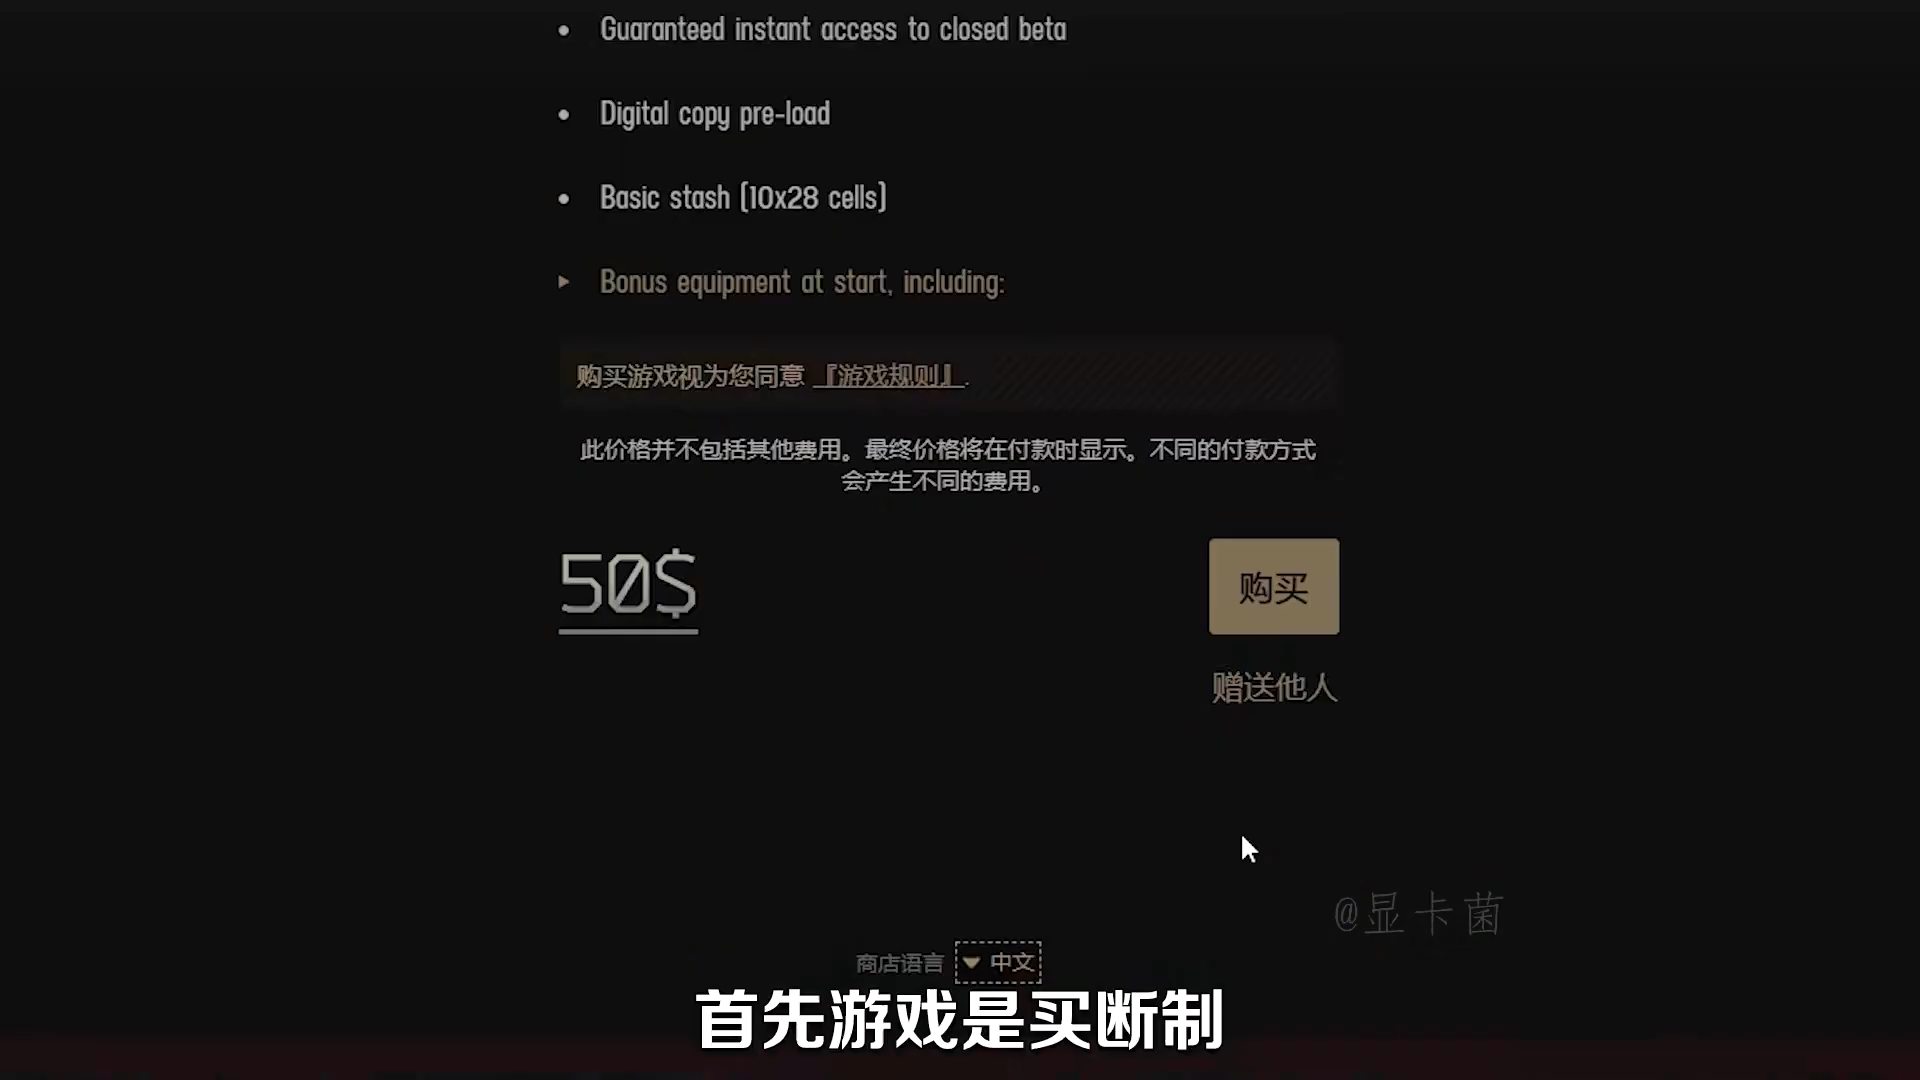 Guaranteed instant access to closed beta
Digital copy pre-load
Basic stash (10x28 cells)
Bonus equipment at start, including:
购买游戏视为您同意 『游戏规则』.
此价格并不包括其他费用。最终价格将在付款时显示。不同的付款方式
会产生不同的费用。
50$
购买
赠送他人
@显卡菌
商店语言 中文
首先游戏是买断制